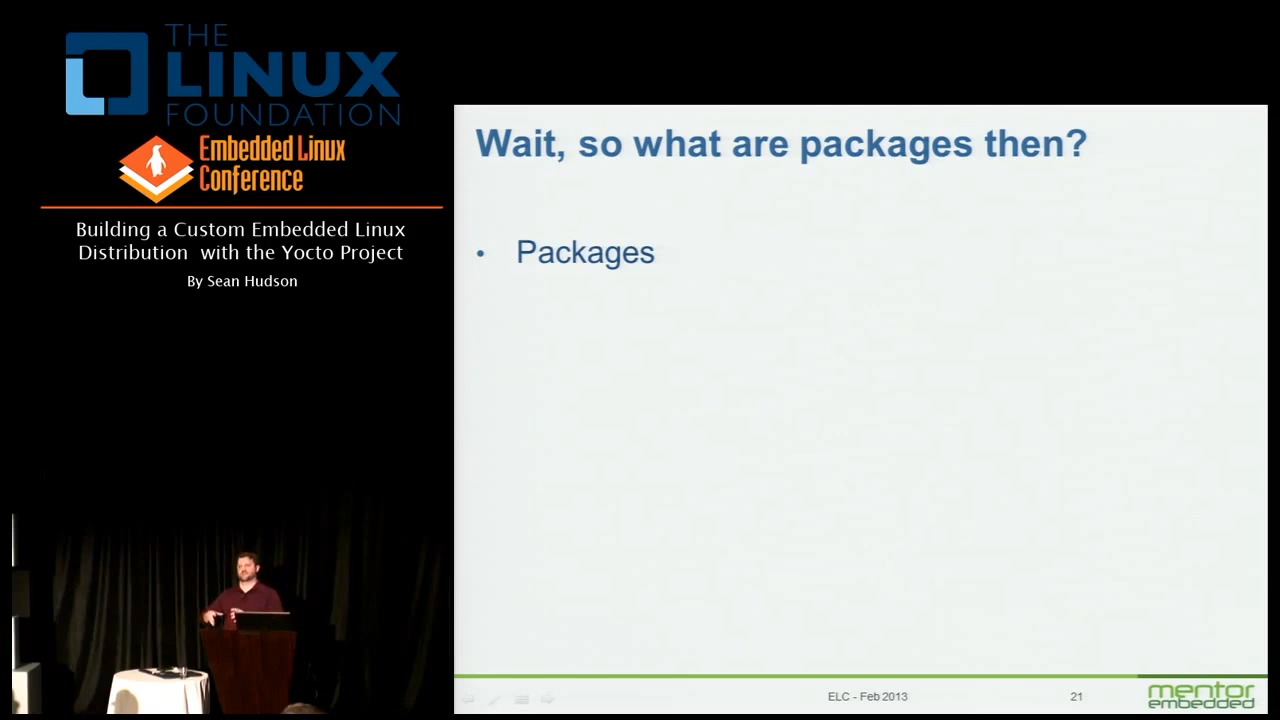 THE
LINUX
FOUNDATION
Embedded Linux
Conference
Building a Custom Embedded Linux
Distribution with the Yocto Project
By Sean Hudson
Wait, so what are packages then?
• Packages
ELC - Feb 2013
21
mentor
embedded